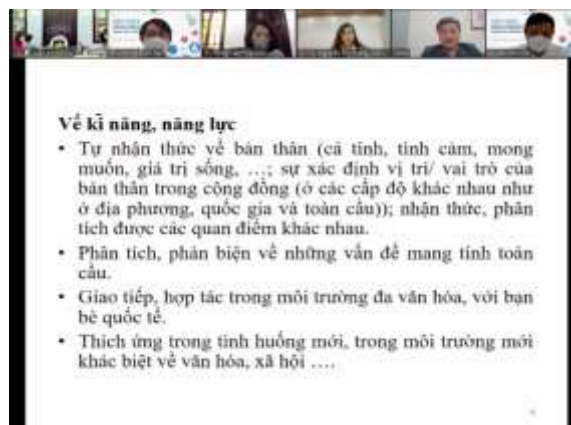 Về kĩ năng, năng lực
• Tự nhận thức về bản thân (cá tính, tình cảm, mong
muốn, giá trị sống, …; sự xác định vị trí/ vai trò của
bản thân trong cộng đồng (ở các cấp độ khác nhau như
ở địa phương, quốc gia và toàn cầu)); nhận thức, phân
tích được các quan điểm khác nhau.
• Phân tích, phản biện về những vấn đề mang tính toàn
cầu.
• Giao tiếp, hợp tác trong môi trường đa văn hóa, với bạn
bè quốc tế.
• Thích ứng trong tình huống mới, trong môi trường mới
khác biệt về văn hóa, xã hội ….